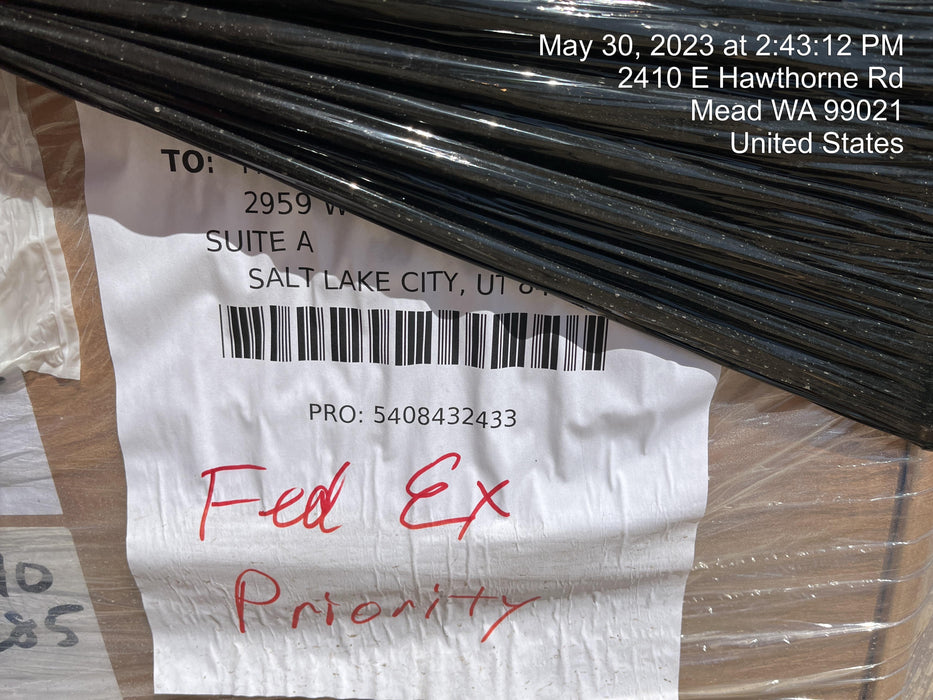 May 30, 2023 at 2:43:12 PM
2410 E Hawthorne Rd
Mead WA 99021
United States
TO:
2959 W
SUITE A
SALT LAKE CITY, UT
PRO: 5408432433
Fed Ex
Priority